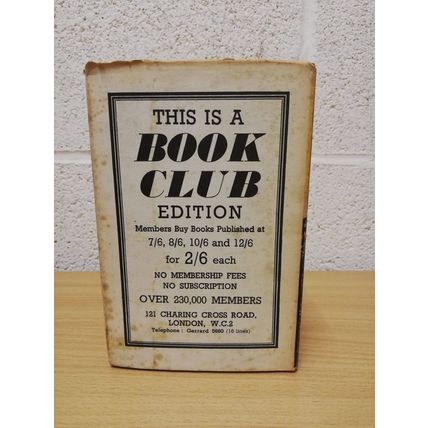 THIS IS A
BOOK
CLUB
EDITION
Members Buy Books Published at
7/6, 8/6, 10/6 and 12/6
for 2/6 each
NO MEMBERSHIP FEES
NO SUBSCRIPTION
OVER 230,000 MEMBERS
121 CHARING CROSS ROAD,
LONDON, W.C.2
Telephone: Gerrard 5660 (16 lines)